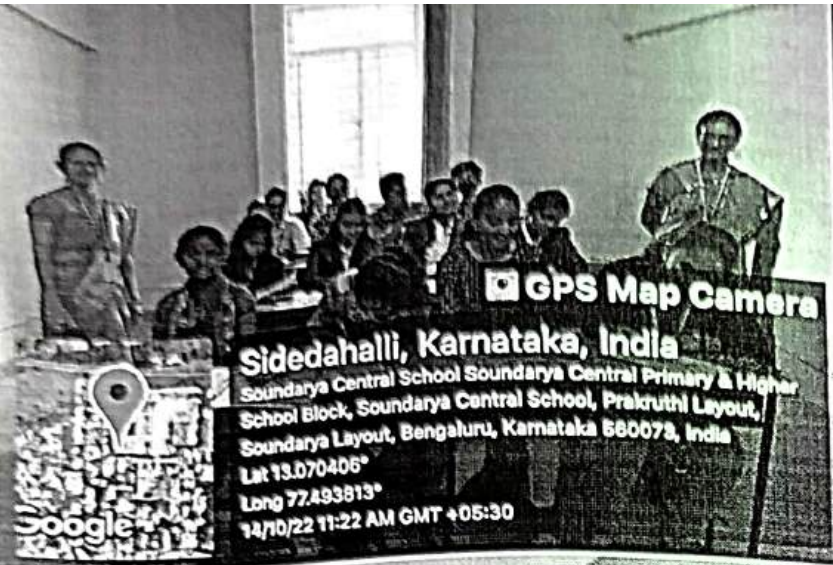 GPS Map Camera
Sidedahalli, Karnataka, India
Soundarya Central School Soundarya Central Primary & Higher
School Block, Soundarya Central School, Prakruthi Layout,
Soundarya Layout, Bengaluru, Karnataka 560073, India
Lat 13.070406°
Long 77.493813°
14/10/22 11:22 AM GMT +05:30
Google